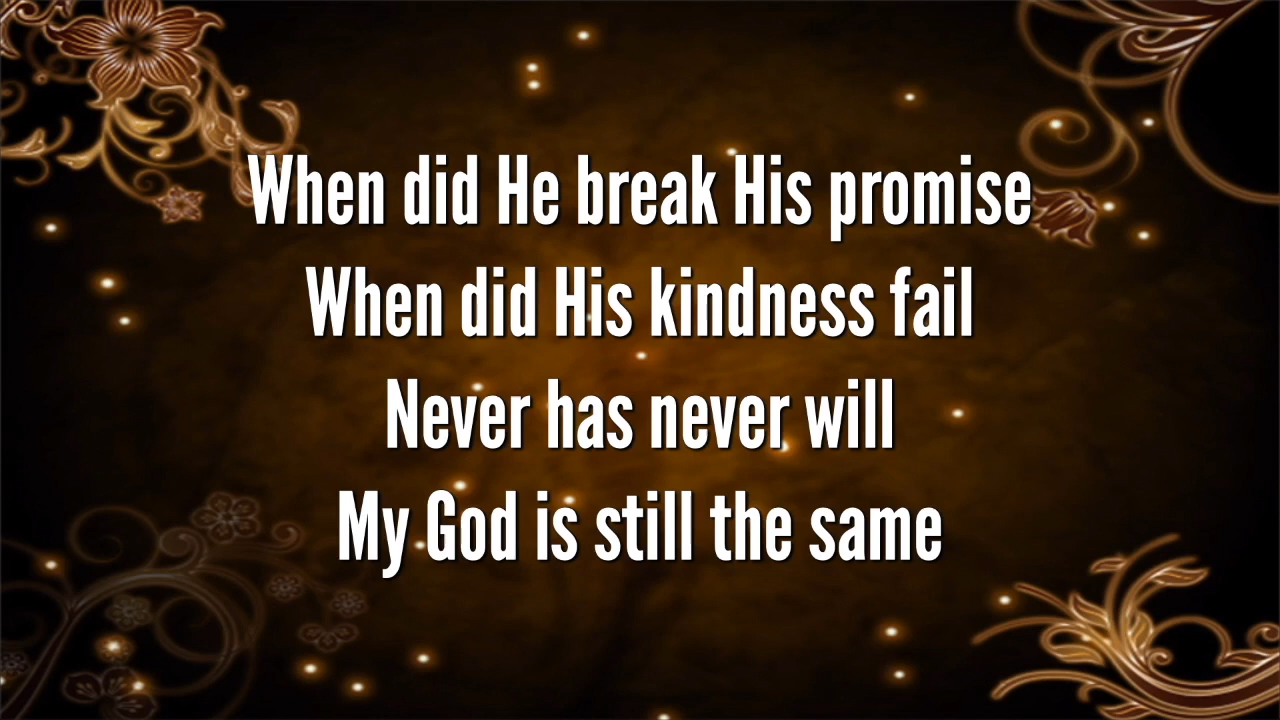 When did He break His promise
When did His kindness fail
Never has never will
My God is still the same